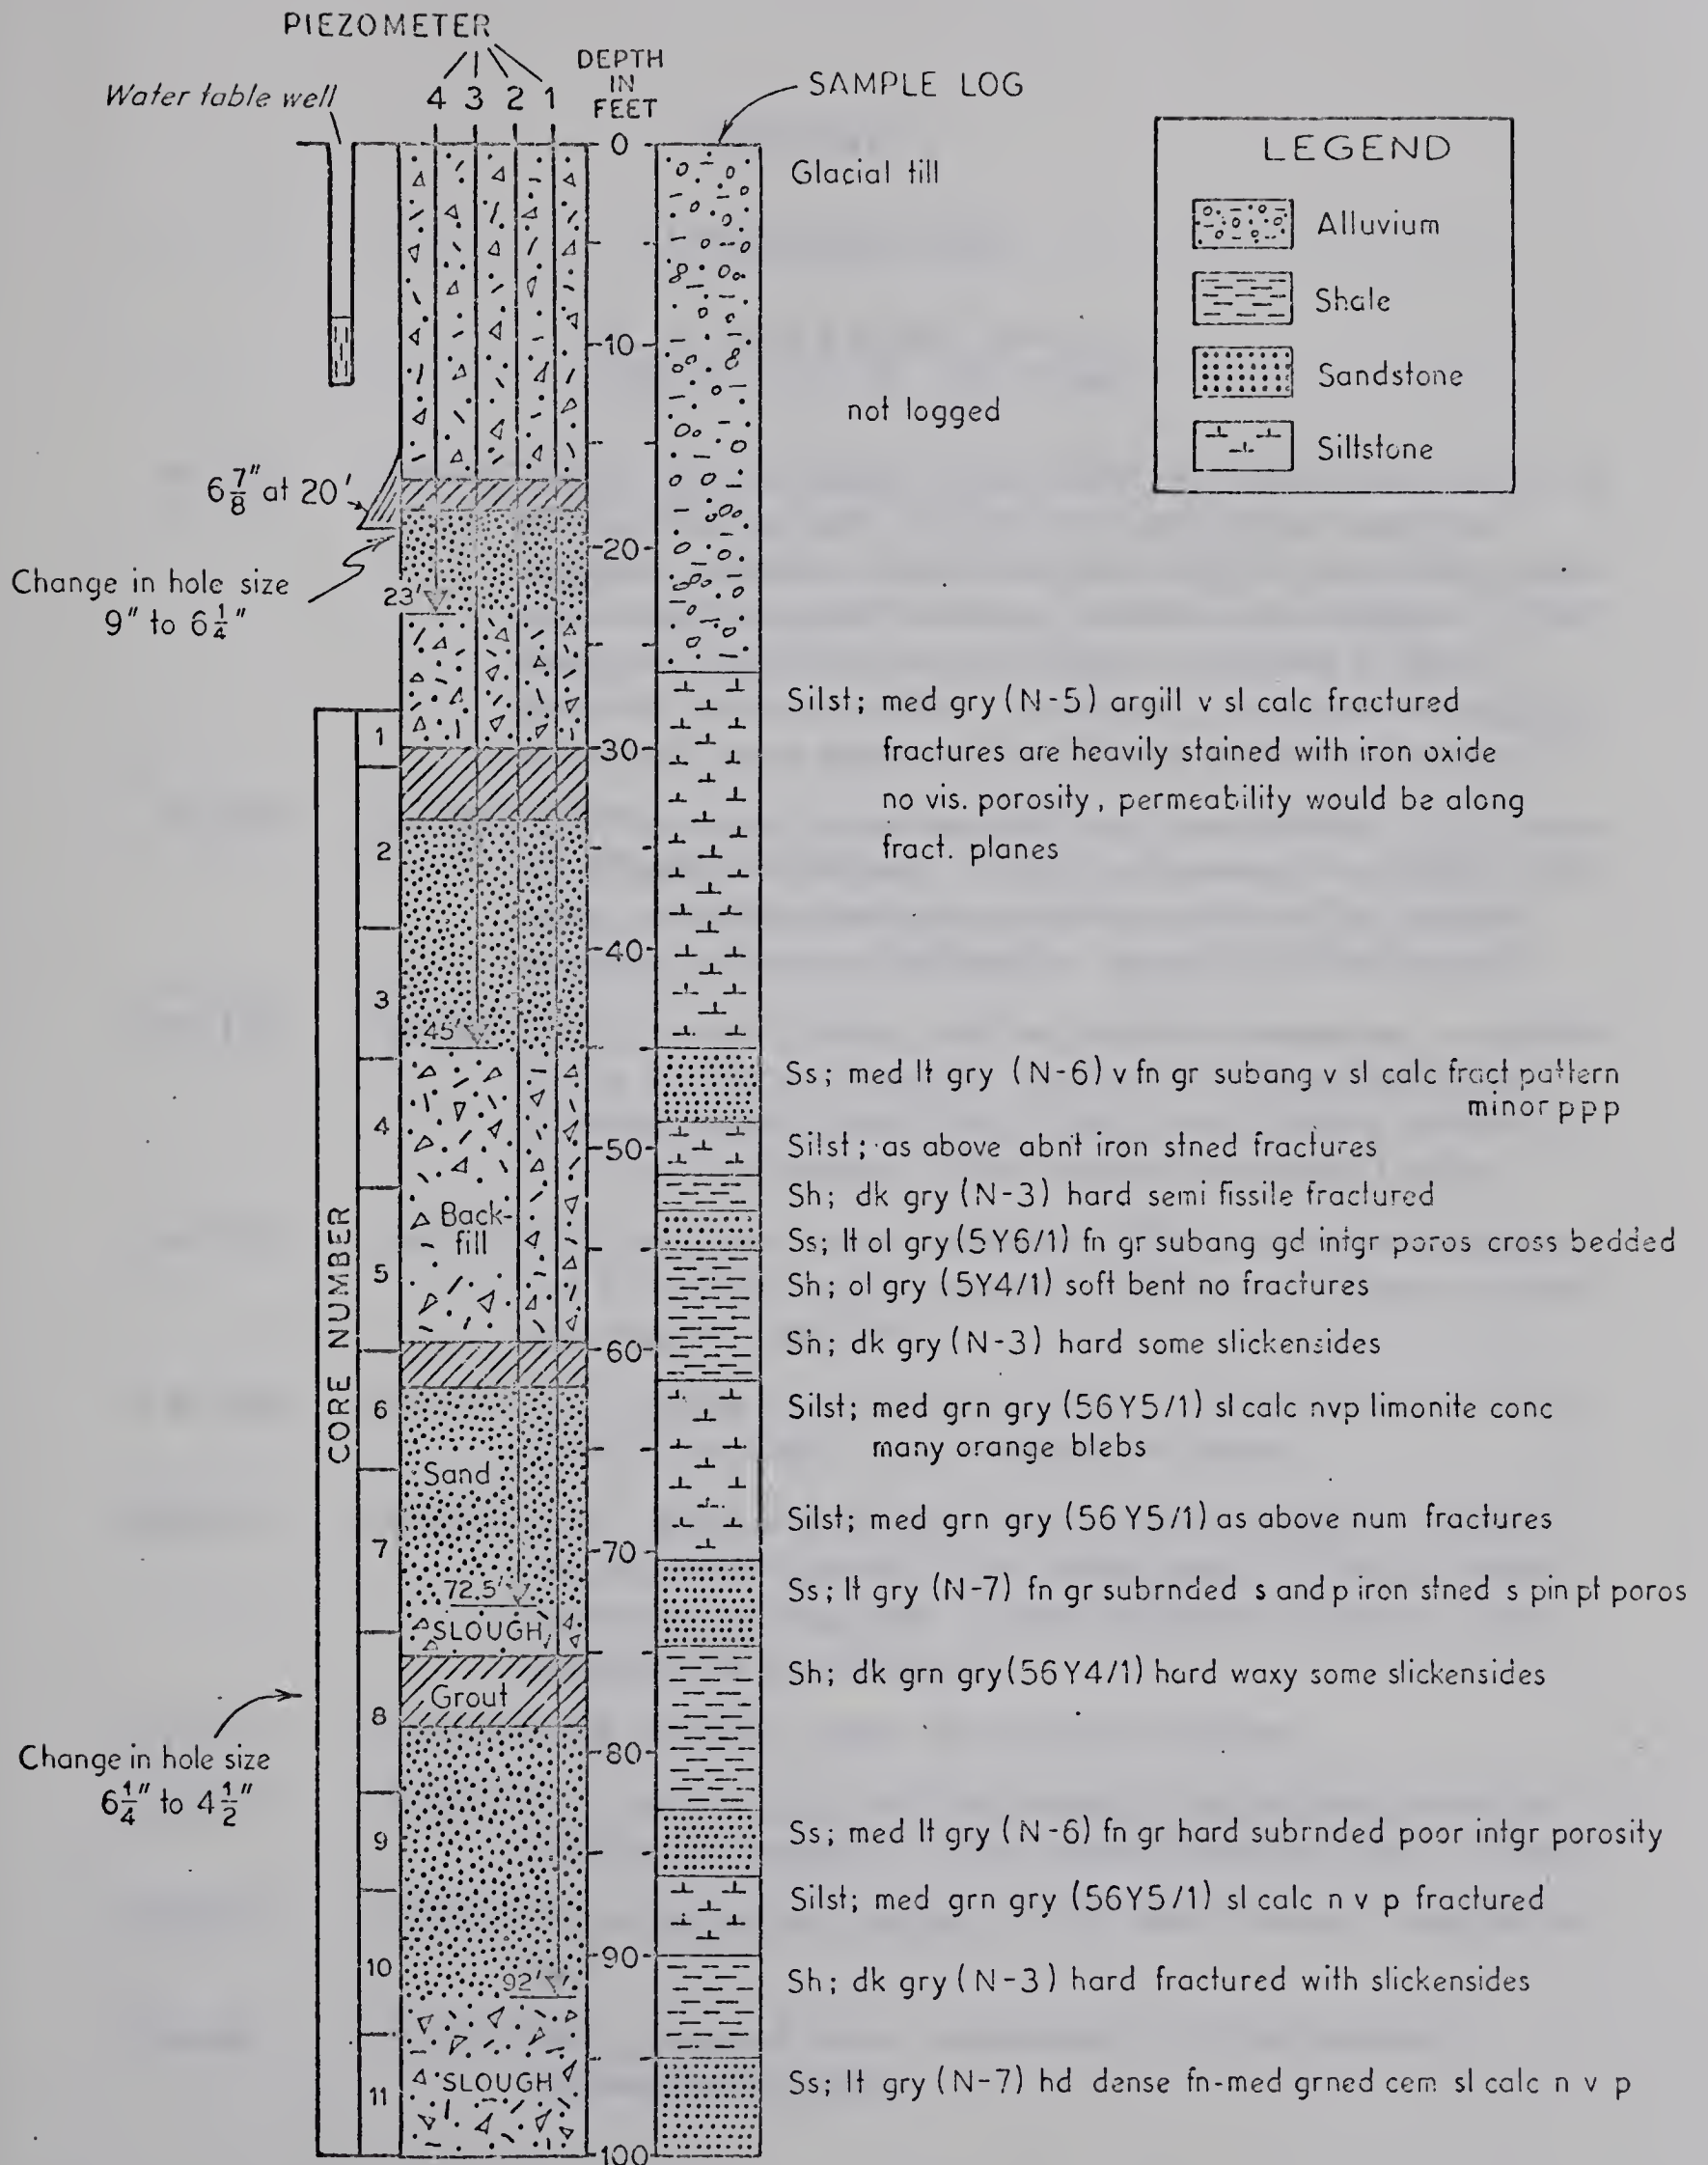 PIEZOMETER
Water table well
4 3 2 1
DEPTH
IN
FEET
SAMPLE LOG
LEGEND
Alluvium
Shale
Sandstone
Siltstone
0
10
20
30
40
50
60
70
80
90
100
Glacial till
not logged
6 7/8" at 20'
Change in hole size
9" to 6 1/4"
23'
45'
72.5'
92'
CORE NUMBER
1
2
3
4
5
6
7
8
9
10
11
Back-
fill
Sand
SLOUGH
Grout
SLOUGH
Change in hole size
6 1/4" to 4 1/2"
Silst; med gry (N-5) argill v sl calc fractured
fractures are heavily stained with iron oxide
no vis. porosity, permeability would be along
fract. planes
Ss; med lt gry (N-6) v fn gr subang v sl calc fract pattern
minor p p p
Silst; as above abnt iron stned fractures
Sh; dk gry (N-3) hard semi fissile fractured
Ss; lt ol gry (5Y6/1) fn gr subang gd intgr poros cross bedded
Sh; ol gry (5Y4/1) soft bent no fractures
Sh; dk gry (N-3) hard some slickensides
Silst; med grn gry (56Y5/1) sl calc nvp limonite conc
many orange blebs
Silst; med grn gry (56Y5/1) as above num fractures
Ss; lt gry (N-7) fn gr subrnded s and p iron stned s pin pt poros
Sh; dk grn gry (56Y4/1) hard waxy some slickensides
Ss; med lt gry (N-6) fn gr hard subrnded poor intgr porosity
Silst; med grn gry (56Y5/1) sl calc n v p fractured
Sh; dk gry (N-3) hard fractured with slickensides
Ss; lt gry (N-7) hd dense fn-med grned cem sl calc n v p